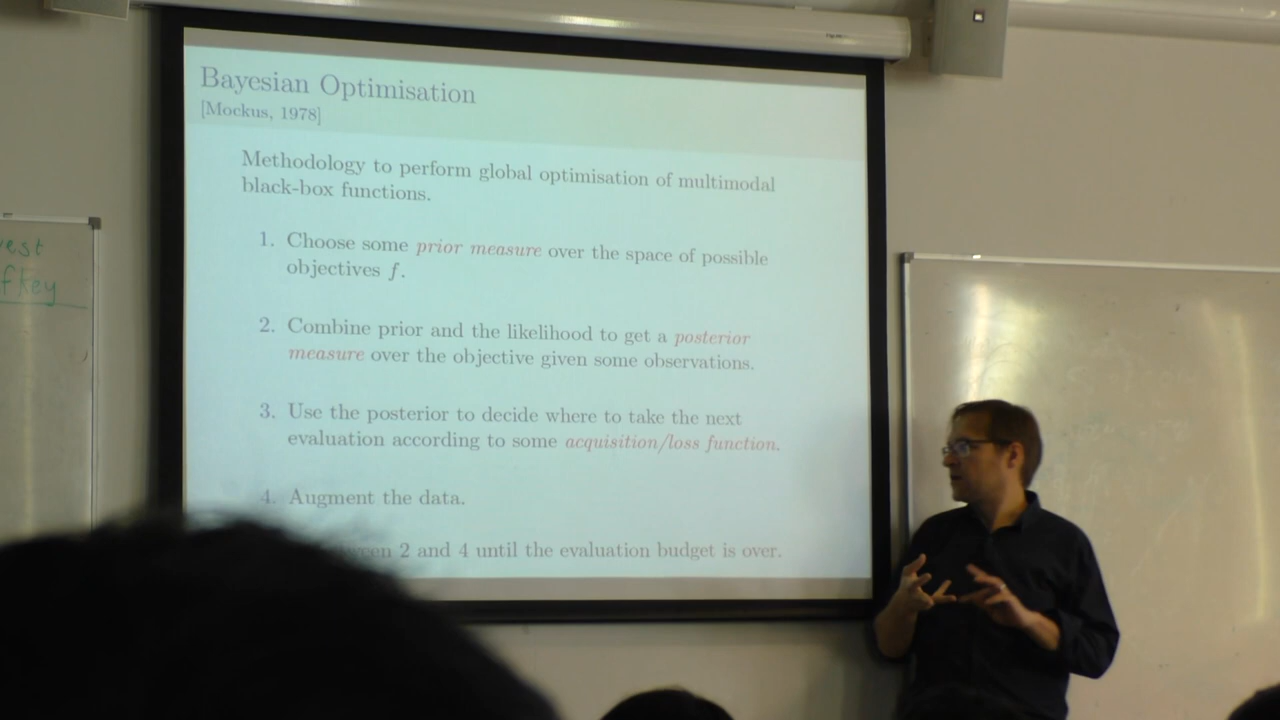 Bayesian Optimisation
[Mockus, 1978]
Methodology to perform global optimisation of multimodal
black-box functions.
1. Choose some prior measure over the space of possible
objectives f.
2. Combine prior and the likelihood to get a posterior
measure over the objective given some observations.
3. Use the posterior to decide where to take the next
evaluation according to some acquisition/loss function.
4. Augment the data.
2 and 4 until the evaluation budget is over.